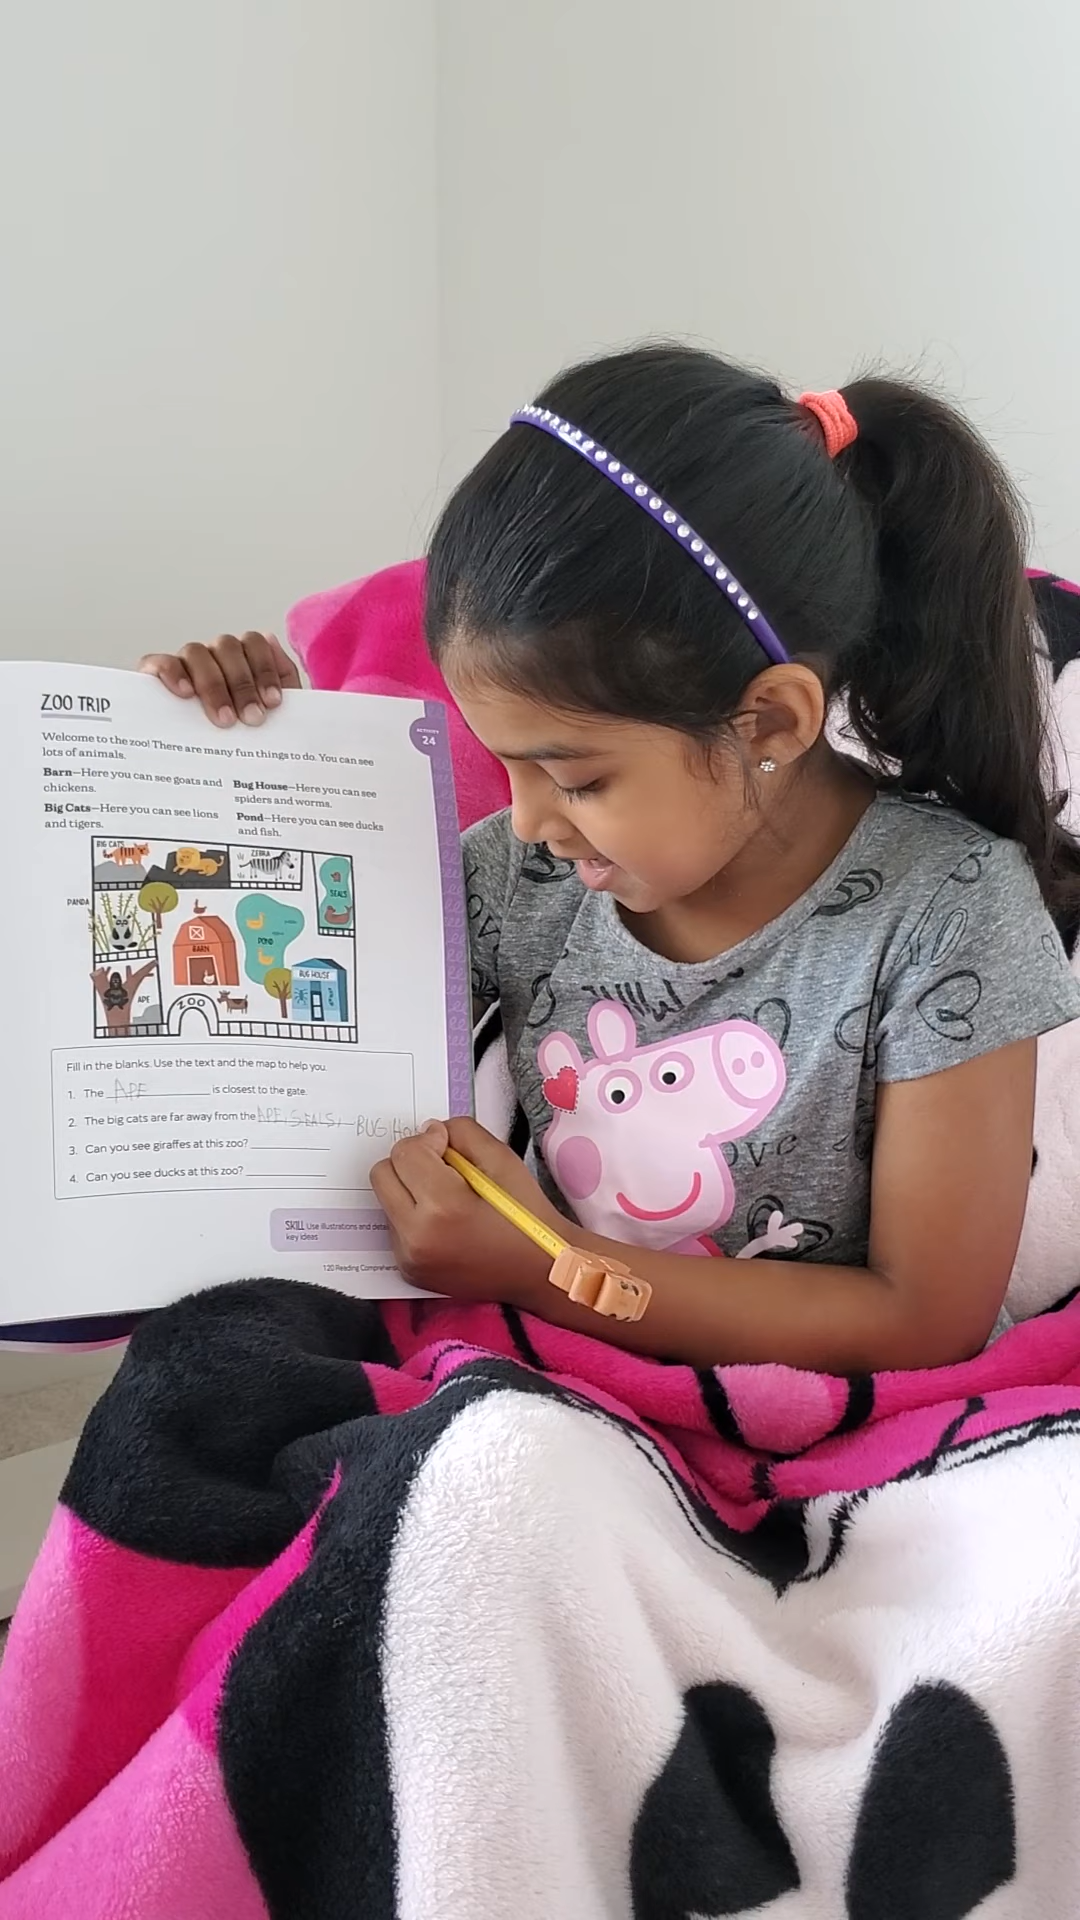 ZOO TRIP
ACTIVITY
24
Welcome to the zoo! There are many fun things to do. You can see
lots of animals.
Barn—Here you can see goats and
chickens.
Big Cats—Here you can see lions
and tigers.
Bug House—Here you can see
spiders and worms.
Pond—Here you can see ducks
and fish.
BIG CATS
ZEBRA
SEALS
PANDA
BARN
POND
BUG HOUSE
APE
ZOO
Fill in the blanks. Use the text and the map to help you.
1. The APE is closest to the gate.
2. The big cats are far away from the APE, SEALS, BUG
3. Can you see giraffes at this zoo?
4. Can you see ducks at this zoo?
SKILL Use illustrations and
key ideas
120 Reading
love